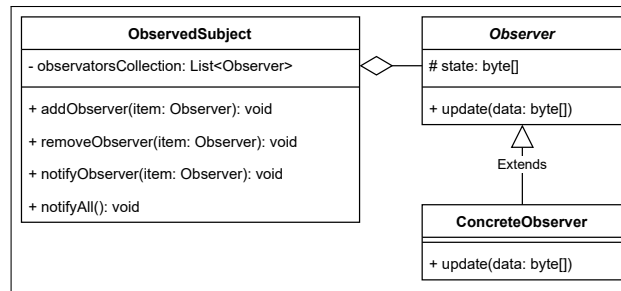 ObservedSubject
- observatorsCollection: List<Observer>
+ addObserver(item: Observer): void
+ removeObserver(item: Observer): void
+ notifyObserver(item: Observer): void
+ notifyAll(): void
Observer
# state: byte[]
+ update(data: byte[])
Extends
ConcreteObserver
+ update(data: byte[])